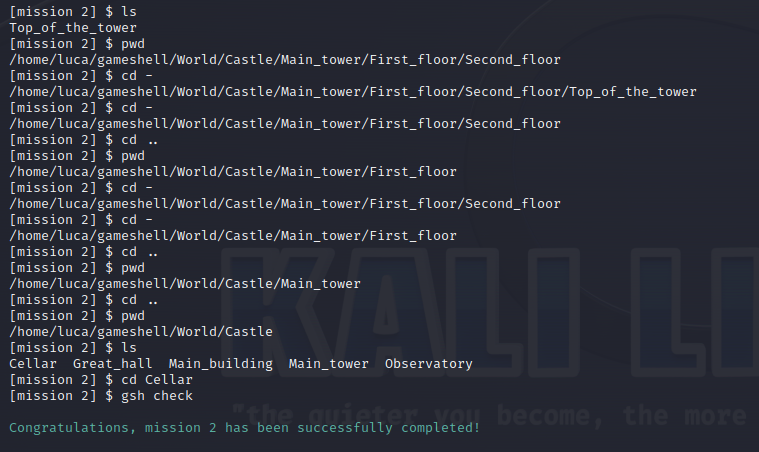 [mission 2] $ ls
Top_of_the_tower
[mission 2] $ pwd
/home/luca/gameshell/World/Castle/Main_tower/First_floor/Second_floor
[mission 2] $ cd -
/home/luca/gameshell/World/Castle/Main_tower/First_floor/Second_floor/Top_of_the_tower
[mission 2] $ cd -
/home/luca/gameshell/World/Castle/Main_tower/First_floor/Second_floor
[mission 2] $ cd ..
[mission 2] $ pwd
/home/luca/gameshell/World/Castle/Main_tower/First_floor
[mission 2] $ cd -
/home/luca/gameshell/World/Castle/Main_tower/First_floor/Second_floor
[mission 2] $ cd -
/home/luca/gameshell/World/Castle/Main_tower/First_floor
[mission 2] $ cd ..
[mission 2] $ pwd
/home/luca/gameshell/World/Castle/Main_tower
[mission 2] $ cd ..
[mission 2] $ pwd
/home/luca/gameshell/World/Castle
[mission 2] $ ls
Cellar  Great_hall  Main_building  Main_tower  Observatory
[mission 2] $ cd Cellar
[mission 2] $ gsh check
Congratulations, mission 2 has been successfully completed!
KALI LI
"the quieter you become, the more